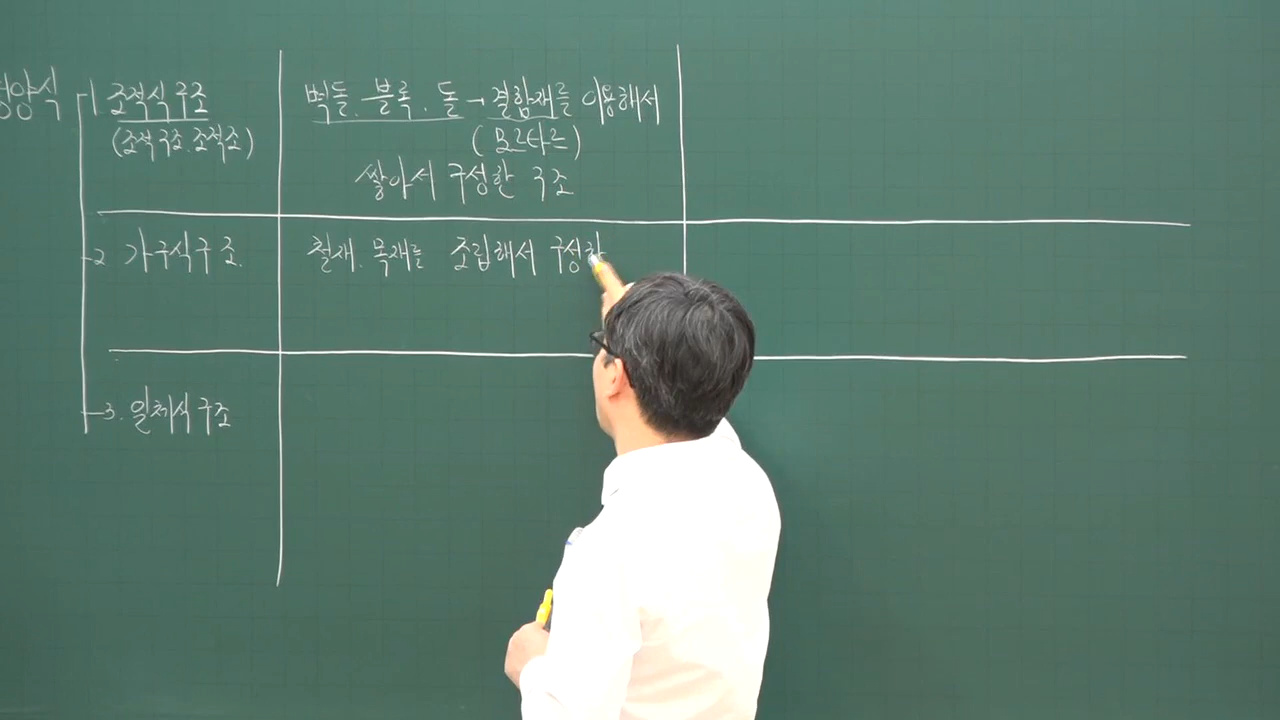 성양식
1. 조적식구조
(조적구조. 조적조)
벽돌. 블록. 돌 → 결합재를 이용해서
(모르타르)
쌓아서 구성한 구조
2 가구식구조.
철재. 목재를 조립해서 구성한
3. 일체식구조